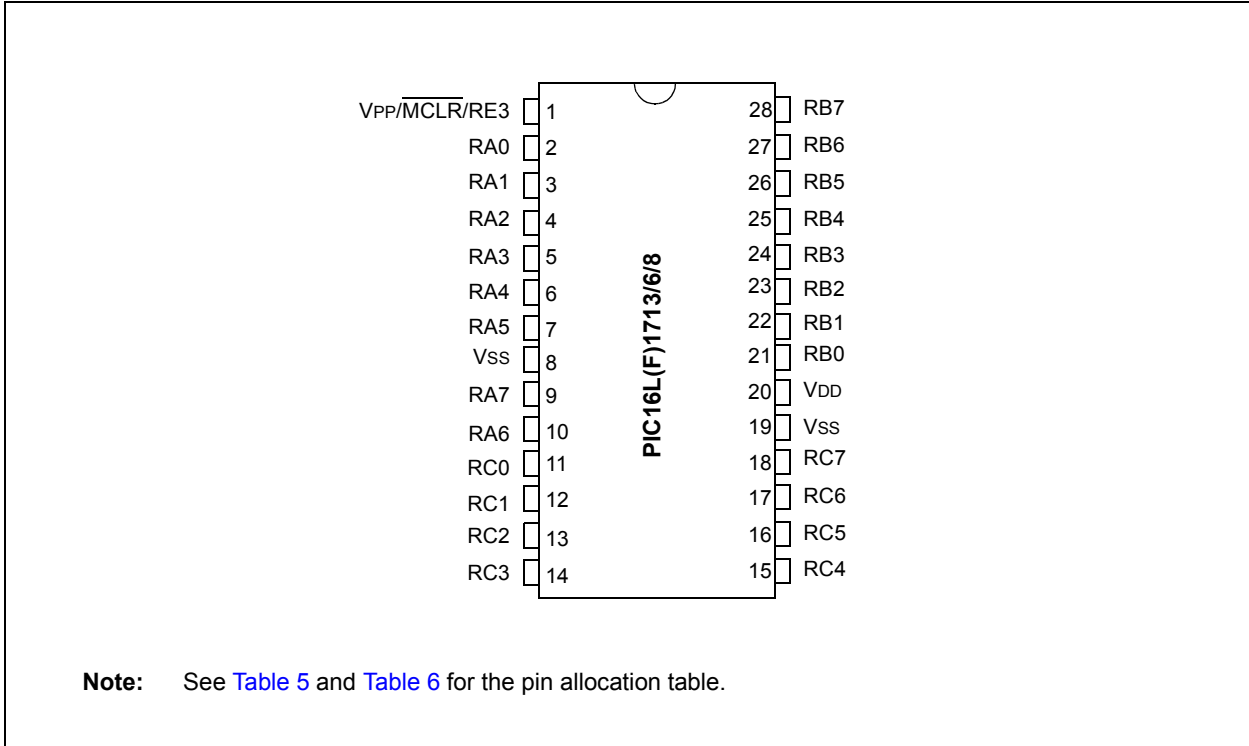 VPP/MCLR/RE3 1 28 RB7
RA0 2 27 RB6
RA1 3 26 RB5
RA2 4 25 RB4
RA3 5 24 RB3
RA4 6 23 RB2
RA5 7 22 RB1
VSS 8 21 RB0
RA7 9 20 VDD
RA6 10 19 VSS
RC0 11 18 RC7
RC1 12 17 RC6
RC2 13 16 RC5
RC3 14 15 RC4
PIC16L(F)1713/6/8
Note: See Table 5 and Table 6 for the pin allocation table.